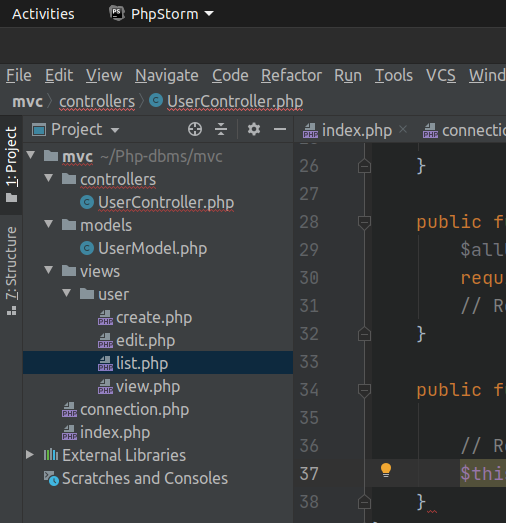 Activities PhpStorm
File Edit View Navigate Code Refactor Run Tools VCS Wind
mvc controllers UserController.php
Project index.php connection
1: Project
7: Structure
mvc ~/Php-dbms/mvc
controllers
UserController.php
models
UserModel.php
views
user
create.php
edit.php
list.php
view.php
connection.php
index.php
External Libraries
Scratches and Consoles
26 }
27
28 public fu
29 $allU
30 requ
31 // Re
32 }
33
34 public fu
35
36 // Re
37 $thi
38 }